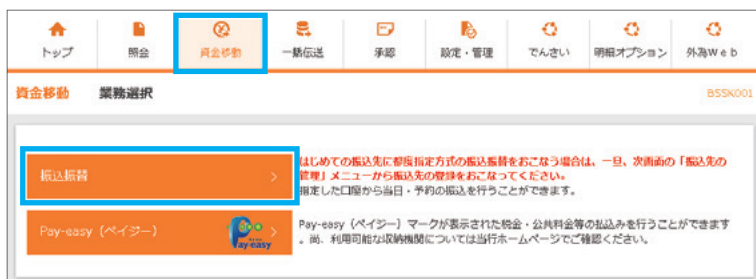 トップ 照会 資金移動 一括伝送 承認 設定・管理 でんさい 明細オプション 外為Ｗｅｂ
資金移動 業務選択 BSSK001
振込振替
はじめての振込先に都度指定方式の振込振替をおこなう場合は、一旦、次画面の「振込先の
管理」メニューから振込先の登録をおこなってください。
指定した口座から当日・予約の振込を行うことができます。
Pay-easy（ペイジー）
Pay-easy
Pay-easy（ペイジー）マークが表示された税金・公共料金等の払込みを行うことができます
。尚、利用可能な収納機関については当行ホームページでご確認ください。